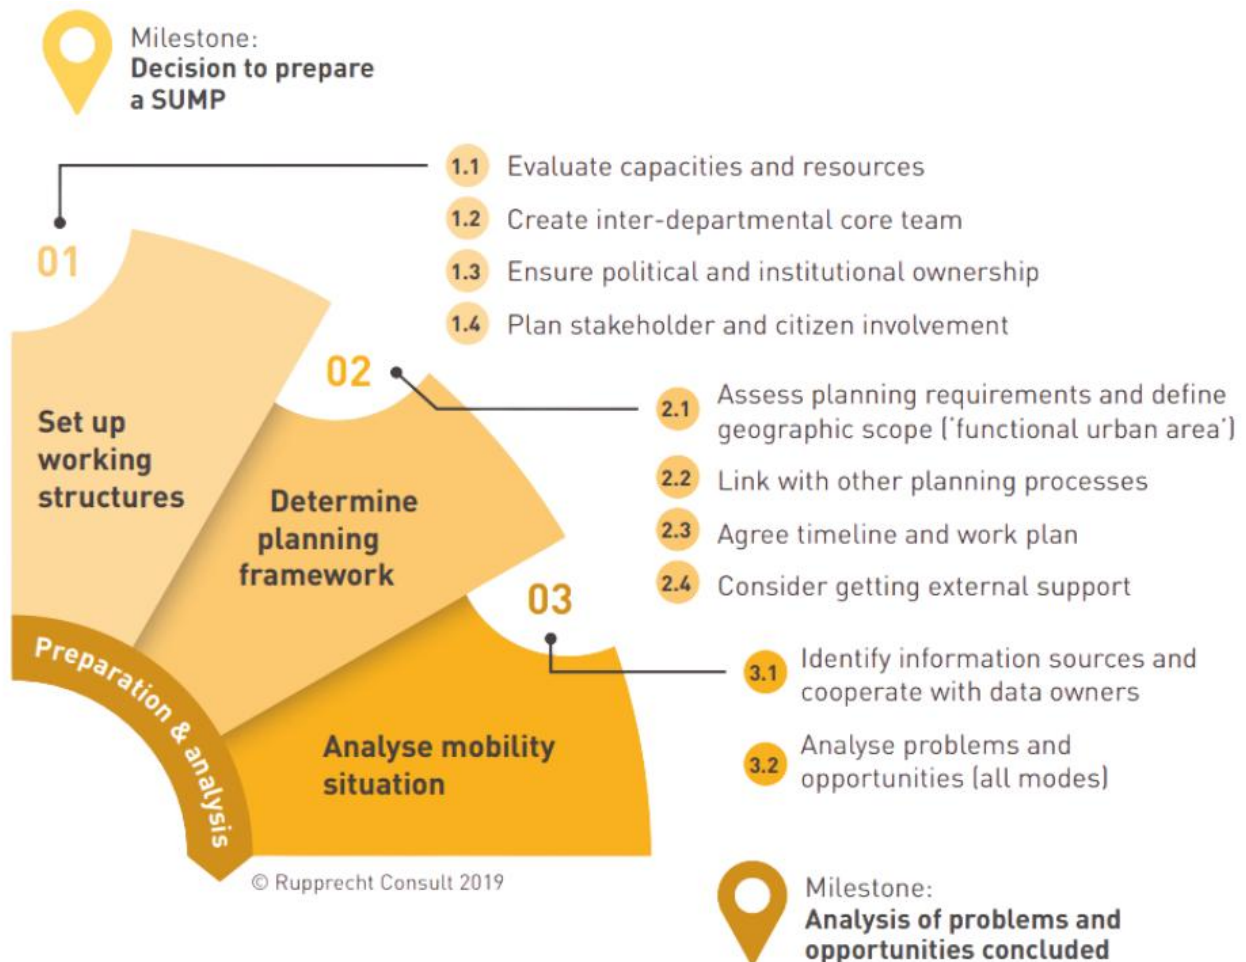 Milestone:
Decision to prepare
a SUMP
01
Set up
working
structures
1.1 Evaluate capacities and resources
1.2 Create inter-departmental core team
1.3 Ensure political and institutional ownership
1.4 Plan stakeholder and citizen involvement
02
Determine
planning
framework
2.1 Assess planning requirements and define
geographic scope (‘functional urban area’)
2.2 Link with other planning processes
2.3 Agree timeline and work plan
2.4 Consider getting external support
03
Analyse mobility
situation
3.1 Identify information sources and
cooperate with data owners
3.2 Analyse problems and
opportunities (all modes)
Preparation & analysis
© Rupprecht Consult 2019
Milestone:
Analysis of problems and
opportunities concluded